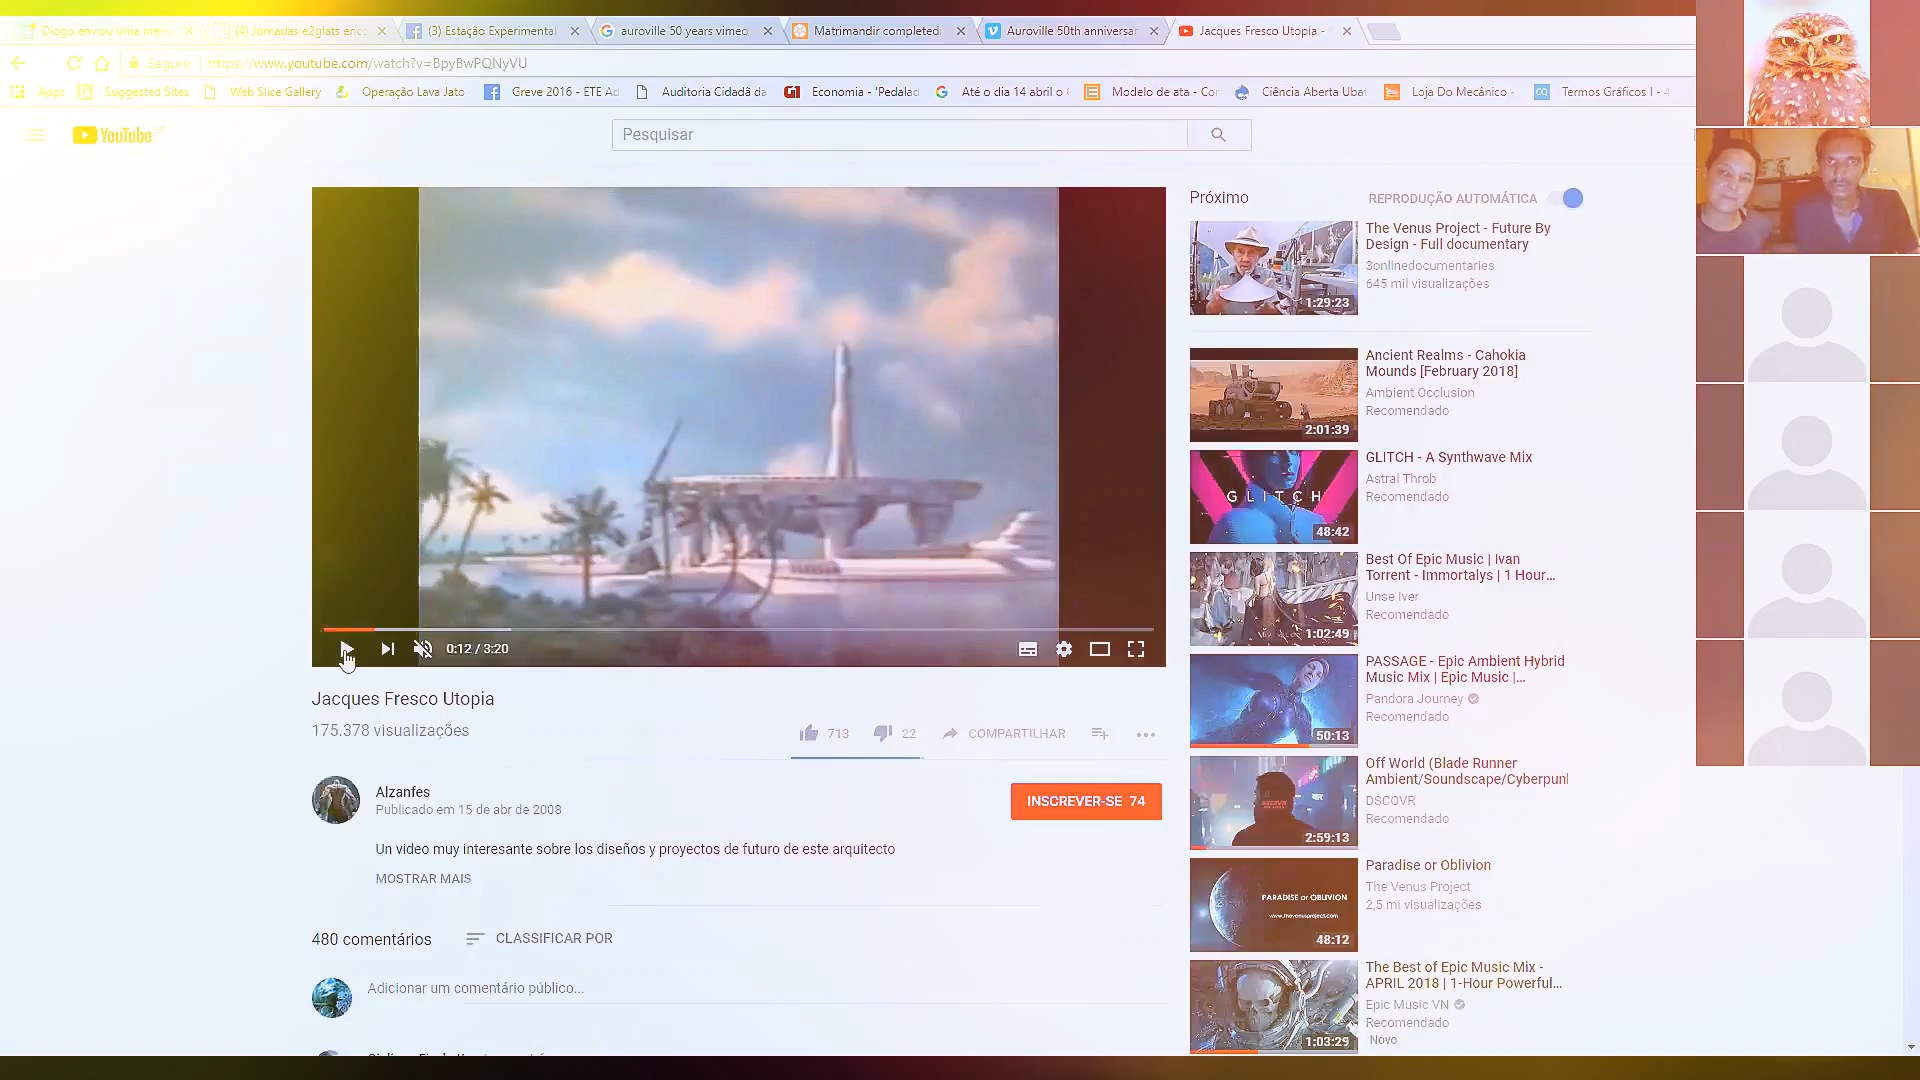 Diogo enviou uma men
(4) Jornadas e2glats enc
(3) Estação Experimental
auroville 50 years vimeo
Matrimandir completed
Auroville 50th anniversar
Jacques Fresco Utopia -
Seguro
https://www.youtube.com/watch?v=BpyBwPQNyVU
Apps
Suggested Sites
Web Slice Gallery
Operação Lava Jato
Greve 2016 - ETE Ad
Auditoria Cidadã da
Economia - 'Pedalad
Até o dia 14 abril o
Modelo de ata - Cor
Ciência Aberta Ubat
Loja Do Mecânico -
Termos Gráficos I - 4
YouTube
Pesquisar
0:12 / 3:20
Jacques Fresco Utopia
175.378 visualizações
713
22
COMPARTILHAR
Alzanfes
Publicado em 15 de abr de 2008
INSCREVER-SE 74
Un video muy interesante sobre los diseños y proyectos de futuro de este arquitecto
MOSTRAR MAIS
480 comentários
CLASSIFICAR POR
Adicionar um comentário público...
Próximo
REPRODUÇÃO AUTOMÁTICA
1:29:23
The Venus Project - Future By
Design - Full documentary
3onlinedocumentaries
645 mil visualizações
2:01:39
Ancient Realms - Cahokia
Mounds [February 2018]
Ambient Occlusion
Recomendado
GLITCH
48:42
GLITCH - A Synthwave Mix
Astral Throb
Recomendado
1:02:49
Best Of Epic Music | Ivan
Torrent - Immortalys | 1 Hour...
Unse Iver
Recomendado
50:13
PASSAGE - Epic Ambient Hybrid
Music Mix | Epic Music |...
Pandora Journey
Recomendado
DSCOVR
2:59:13
Off World (Blade Runner
Ambient/Soundscape/Cyberpunk
DSCOVR
Recomendado
PARADISE or OBLIVION
www.thevenusproject.com
48:12
Paradise or Oblivion
The Venus Project
2,5 mi visualizações
1:03:29
The Best of Epic Music Mix -
APRIL 2018 | 1-Hour Powerful...
Epic Music VN
Recomendado
Novo